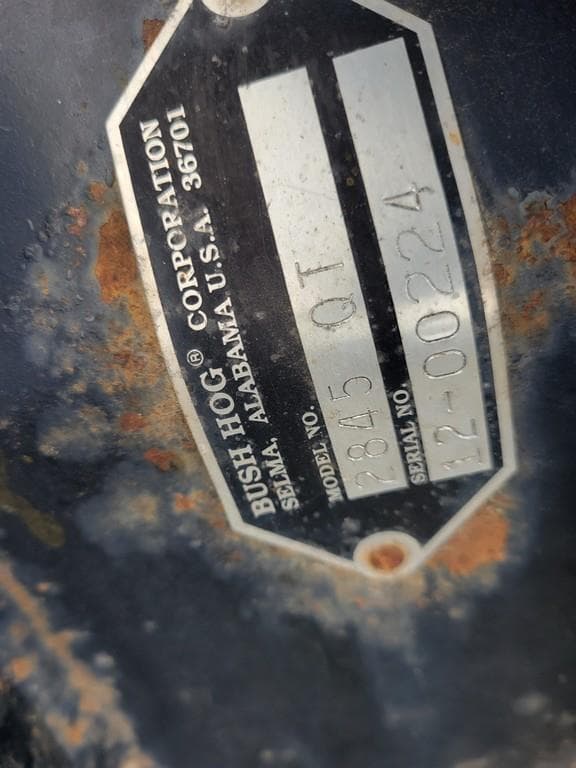 BUSH HOG® CORPORATION
SELMA, ALABAMA U.S.A. 36701
MODEL NO.
2845 QT
SERIAL NO.
12-00224